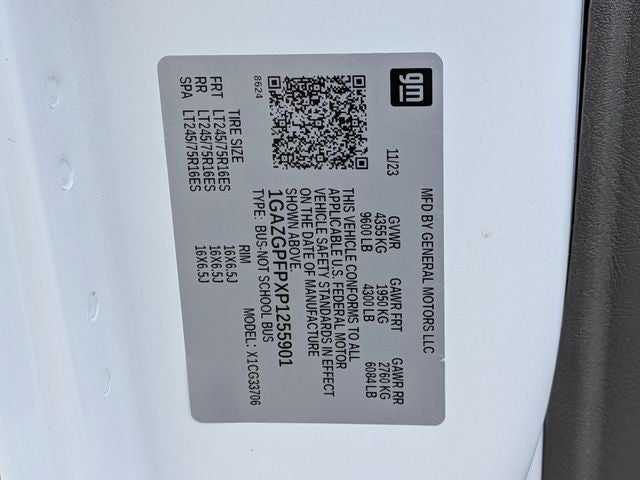 gm
MFD BY GENERAL MOTORS LLC
11/23
GVWR GAWR FRT GAWR RR
4355 KG 1950 KG 2760 KG
9600 LB 4300 LB 6084 LB
THIS VEHICLE CONFORMS TO ALL
APPLICABLE U.S. FEDERAL MOTOR
VEHICLE SAFETY STANDARDS IN EFFECT
ON THE DATE OF MANUFACTURE
SHOWN ABOVE.
1GAZGPFPXP1255901
TYPE: BUS-NOT SCHOOL BUS
8624
MODEL: X1CG33706
TIRE SIZE RIM
FRT LT245/75R16ES 16X6.5J
RR LT245/75R16ES 16X6.5J
SPA LT245/75R16ES 16X6.5J